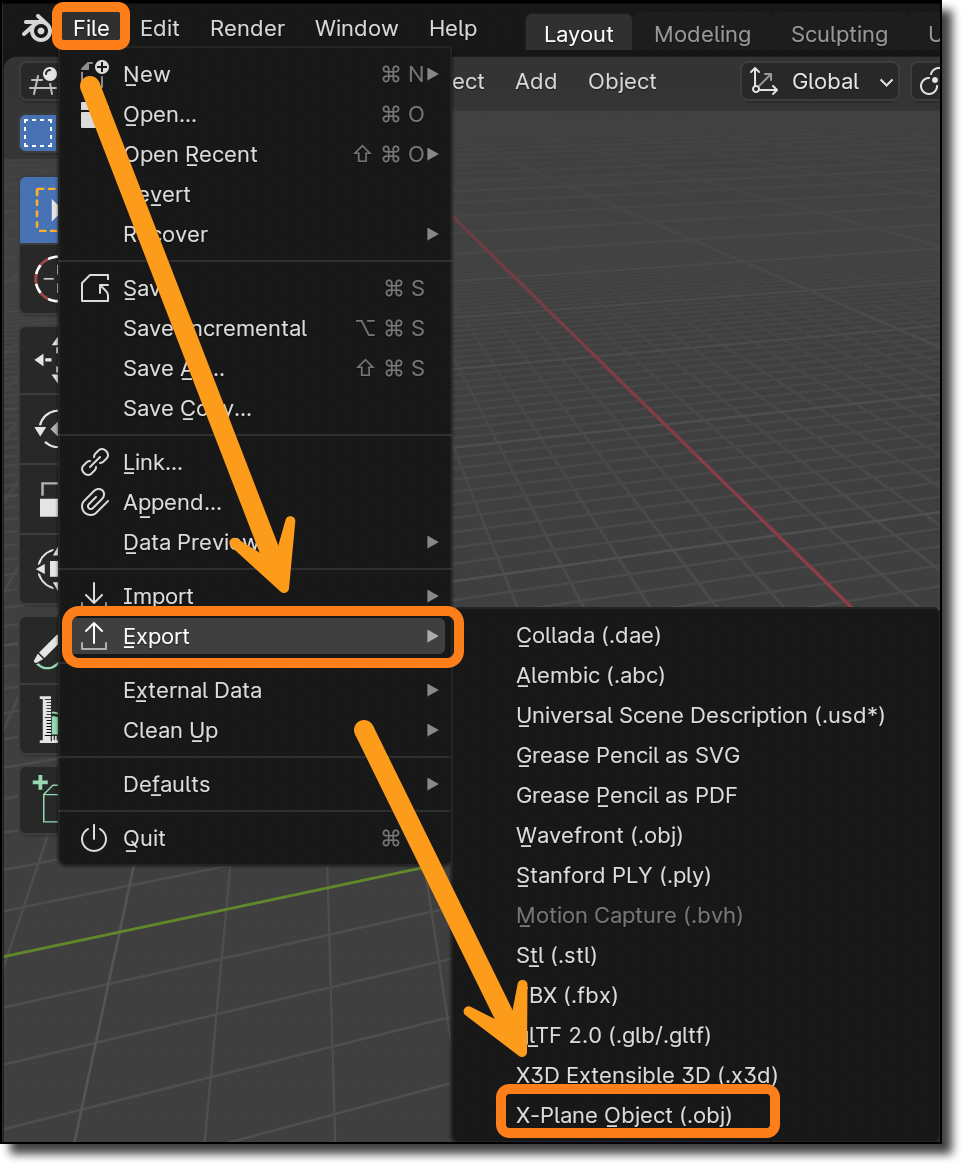 File Edit Render Window Help Layout Modeling Sculpting U
ect Add Object Global
New ⌘ N
Open... ⌘ O
Open Recent ⇧ ⌘ O
evert
Recover
Save ⌘ S
Save Incremental ⌥ ⌘ S
Save As... ⇧ ⌘ S
Save Copy... 
Link...
Append...
Data Previews
Import
Export
External Data
Clean Up
Defaults
Quit ⌘
Collada (.dae)
Alembic (.abc)
Universal Scene Description (.usd*)
Grease Pencil as SVG
Grease Pencil as PDF
Wavefront (.obj)
Stanford PLY (.ply)
Motion Capture (.bvh)
Stl (.stl)
FBX (.fbx)
glTF 2.0 (.glb/.gltf)
X3D Extensible 3D (.x3d)
X-Plane Object (.obj)